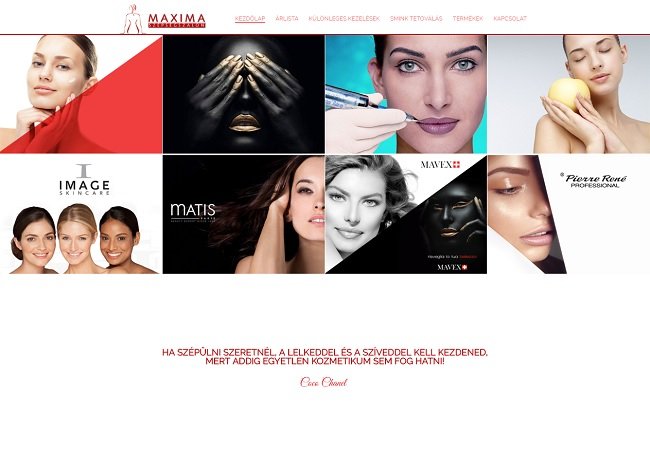 MAXIMA
SZÉPSÉGSZALON
KEZDŐLAP ÁRLISTA KÜLÖNLEGES KEZELÉSEK SMINK TETOVÁLÁS TERMÉKEK KAPCSOLAT
I
IMAGE
SKINCARE
matis
PARIS
MAVEX
MAVEX
® Pierre René
PROFESSIONAL
HA SZÉPÜLNI SZERETNÉL, A LELKEDDEL ÉS A SZÍVEDDEL KELL KEZDENED,
MERT ADDIG EGYETLEN KOZMETIKUM SEM FOG HATNI!
Coco Chanel